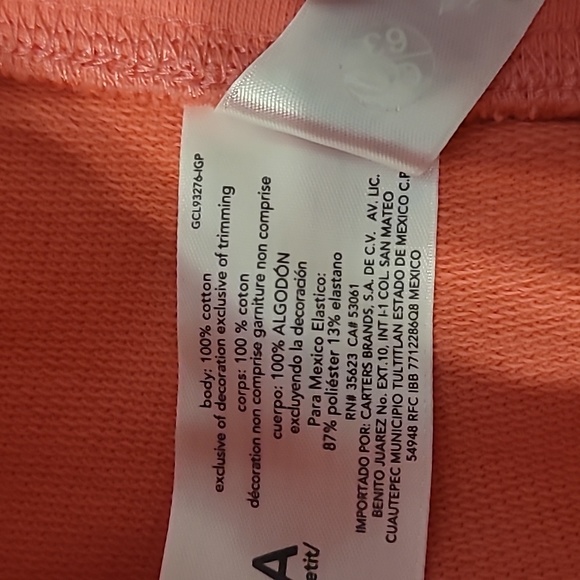 GCL93276-IGP
body: 100% cotton
exclusive of decoration exclusive of trimming
corps: 100 % coton
décoration non comprise garniture non comprise
cuerpo: 100% ALGODÓN
excluyendo la decoración
Para Mexico Elastico:
87% poliéster 13% elastano
RN# 35623 CA# 53061
IMPORTADO POR: CARTERS BRANDS, S.A. DE C.V. AV. LIC.
BENITO JUAREZ No. EXT.10, INT I-1 COL. SAN MATEO
CUAUTEPEC MUNICIPIO TULTITLAN ESTADO DE MEXICO C.P
54948 RFC IBB 7712286Q8 MEXICO
A
etit/